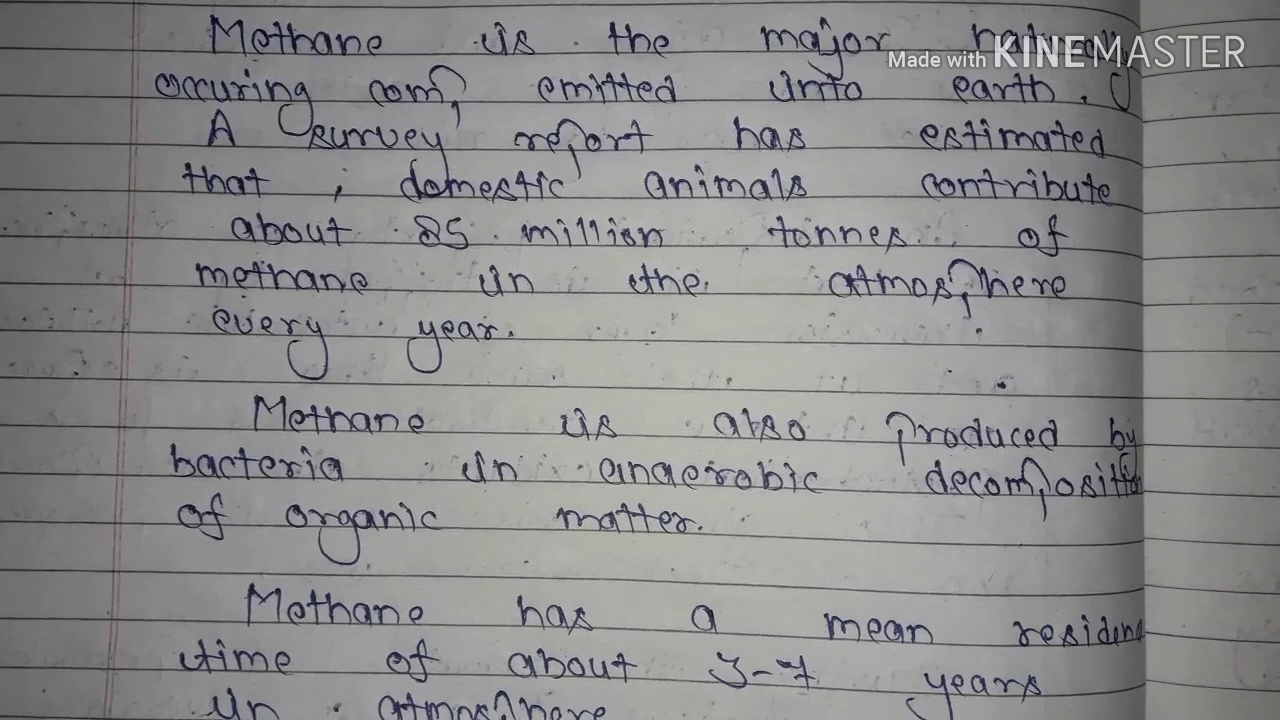 Methane is the major naturally
Made with KINEMASTER
occuring comp emitted into earth.
A survey report has estimated
that, domestic animals contribute
about 85 million tonnes of
methane in the atmosphere
every year.
Methane is also produced by
bacteria in anaerobic decomposition
of organic matter.
Methane has a mean
time of about 3-7 years
in atmosphere